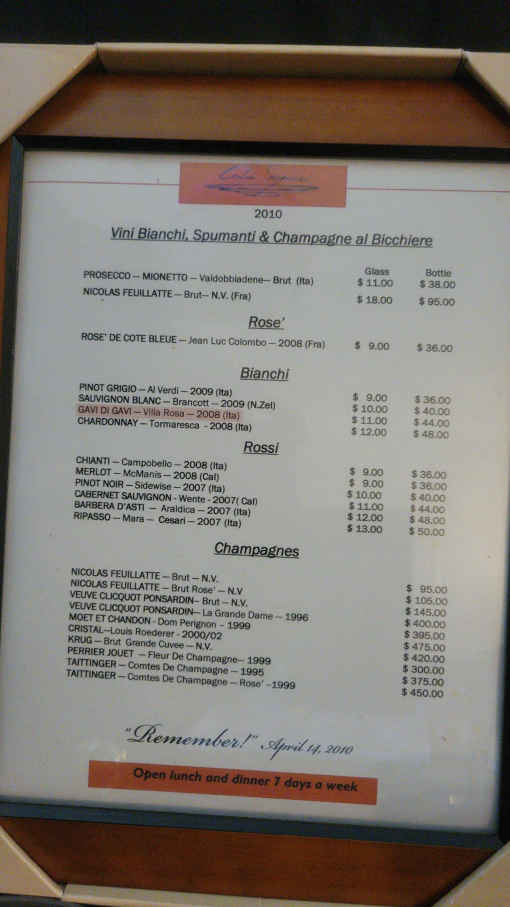 2010
Vini Bianchi, Spumanti & Champagne al Bicchiere
Glass Bottle
PROSECCO — MIONETTO — Valdobbiadene— Brut (Ita) $ 11.00 $ 38.00
NICOLAS FEUILLATTE — Brut— N.V. (Fra) $ 18.00 $ 95.00
Rose'
ROSE' DE COTE BLEUE — Jean Luc Colombo — 2008 (Fra) $ 9.00 $ 36.00
Bianchi
PINOT GRIGIO — Al Verdi — 2009 (Ita) $ 9.00 $ 36.00
SAUVIGNON BLANC — Brancott — 2009 (N.Zel) $ 10.00 $ 40.00
GAVI DI GAVI — Villa Rosa — 2008 (Ita) $ 11.00 $ 44.00
CHARDONNAY — Tormaresca - 2008 (Ita) $ 12.00 $ 48.00
Rossi
CHIANTI — Campobello — 2008 (Ita) $ 9.00 $ 36.00
MERLOT — McManis — 2008 (Cal) $ 9.00 $ 36.00
PINOT NOIR — Sidewise — 2007 (Ita) $ 10.00 $ 40.00
CABERNET SAUVIGNON - Wente - 2007( Cal) $ 11.00 $ 44.00
BARBERA D'ASTI — Araldica — 2007 (Ita) $ 12.00 $ 48.00
RIPASSO — Mara — Cesari — 2007 (Ita) $ 13.00 $ 50.00
Champagnes
NICOLAS FEUILLATTE — Brut — N.V. $ 95.00
NICOLAS FEUILLATTE — Brut Rose' — N.V $ 105.00
VEUVE CLICQUOT PONSARDIN— Brut — N.V. $ 145.00
VEUVE CLICQUOT PONSARDIN— La Grande Dame — 1996 $ 400.00
MOET ET CHANDON - Dom Perignon - 1999 $ 395.00
CRISTAL—Louis Roederer - 2000/02 $ 475.00
KRUG — Brut Grande Cuvee — N.V. $ 420.00
PERRIER JOUET — Fleur De Champagne— 1999 $ 300.00
TAITTINGER — Comtes De Champagne — 1995 $ 375.00
TAITTINGER — Comtes De Champagne — Rose' -1999 $ 450.00
"Remember!" April 14, 2010
Open lunch and dinner 7 days a week